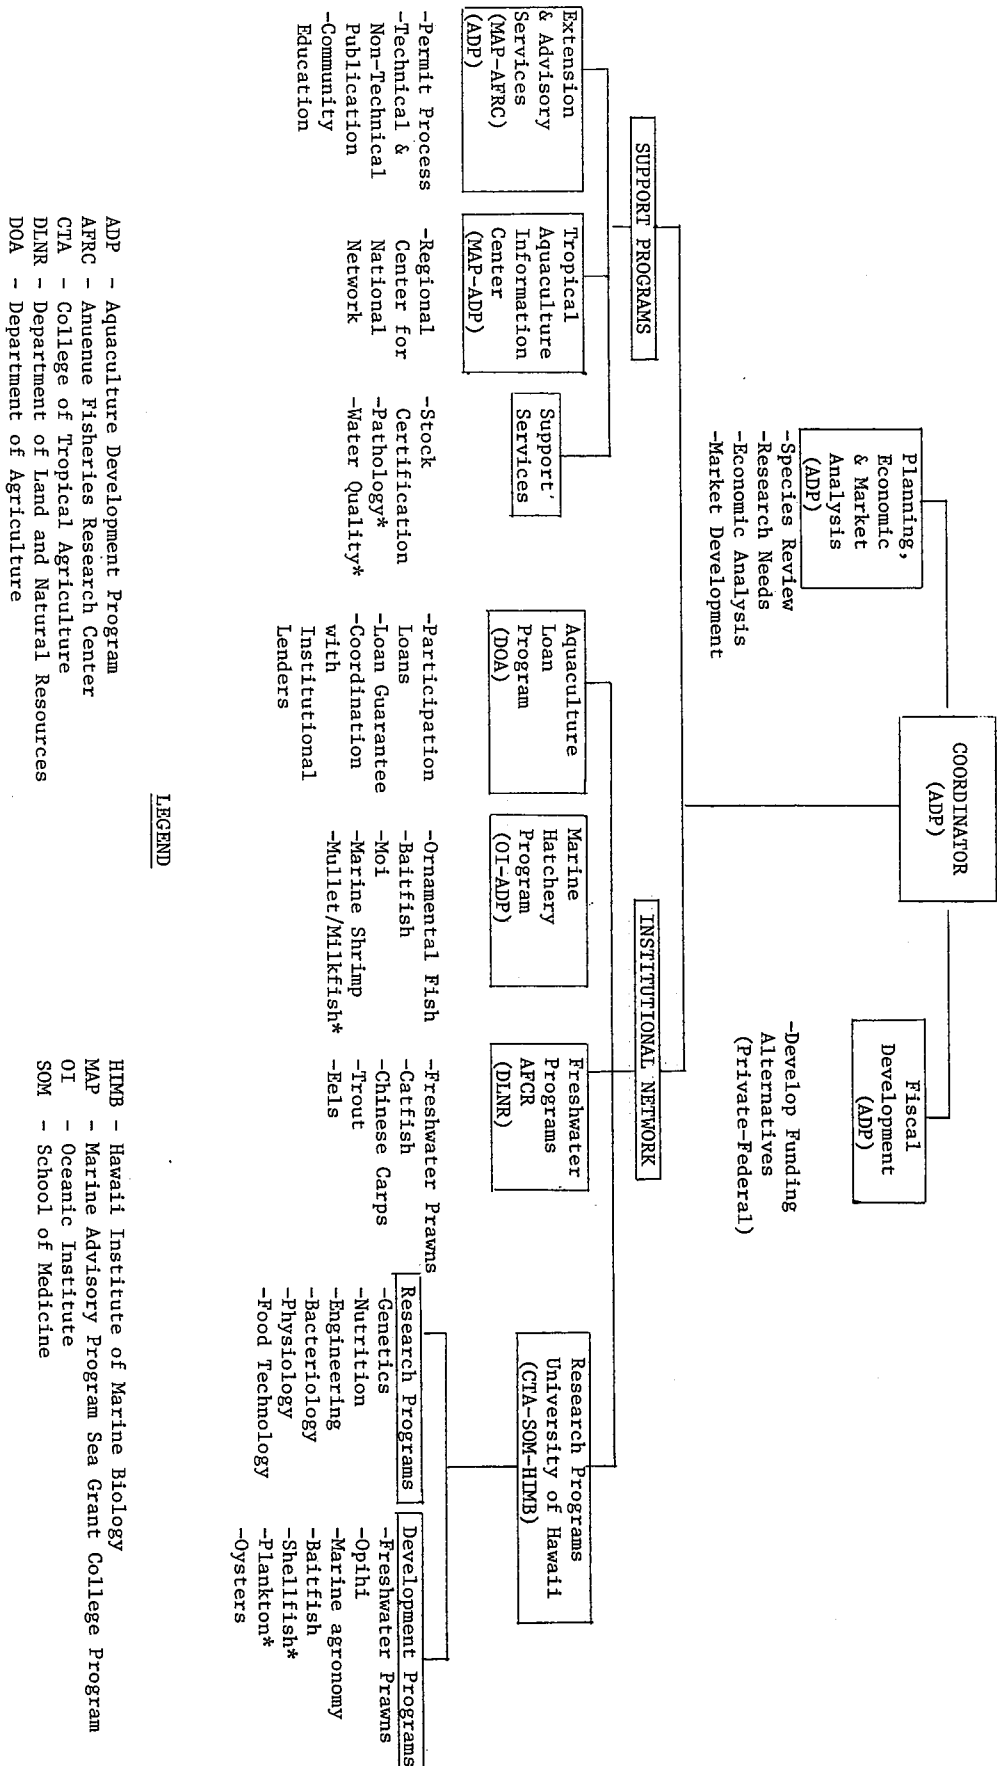 COORDINATOR
(ADP)
Planning,
Economic
& Market
Analysis
(ADP)
-Species Review
-Research Needs
-Economic Analysis
-Market Development
Fiscal
Development
(ADP)
-Develop Funding
Alternatives
(Private-Federal)
SUPPORT PROGRAMS
Extension
& Advisory
Services
(MAP-AFRC)
(ADP)
-Permit Process
-Technical &
Non-Technical
Publication
-Community
Education
Tropical
Aquaculture
Information
Center
(MAP-ADP)
-Regional
Center for
National
Network
Support'
Services
-Stock
Certification
-Pathology*
-Water Quality*
INSTITUTIONAL NETWORK
Aquaculture
Loan
Program
(DOA)
-Participation
Loans
-Loan Guarantee
-Coordination
with
Institutional
Lenders
Marine
Hatchery
Program
(OI-ADP)
-Ornamental Fish
-Baitfish
-Moi
-Marine Shrimp
-Mullet/Milkfish*
Freshwater
Programs
AFCR
(DLNR)
-Freshwater Prawns
-Catfish
-Chinese Carps
-Trout
-Eels
Research Programs
University of Hawaii
(CTA-SOM-HIMB)
Research Programs
-Genetics
-Nutrition
-Engineering
-Bacteriology
-Physiology
-Food Technology
Development Programs
-Freshwater Prawns
-Opihi
-Marine agronomy
-Baitfish
-Shellfish*
-Plankton*
-Oysters
LEGEND
ADP - Aquaculture Development Program
AFRC - Anuenue Fisheries Research Center
CTA - College of Tropical Agriculture
DLNR - Department of Land and Natural Resources
DOA - Department of Agriculture
HIMB - Hawaii Institute of Marine Biology
MAP - Marine Advisory Program Sea Grant College Program
OI - Oceanic Institute
SOM - School of Medicine